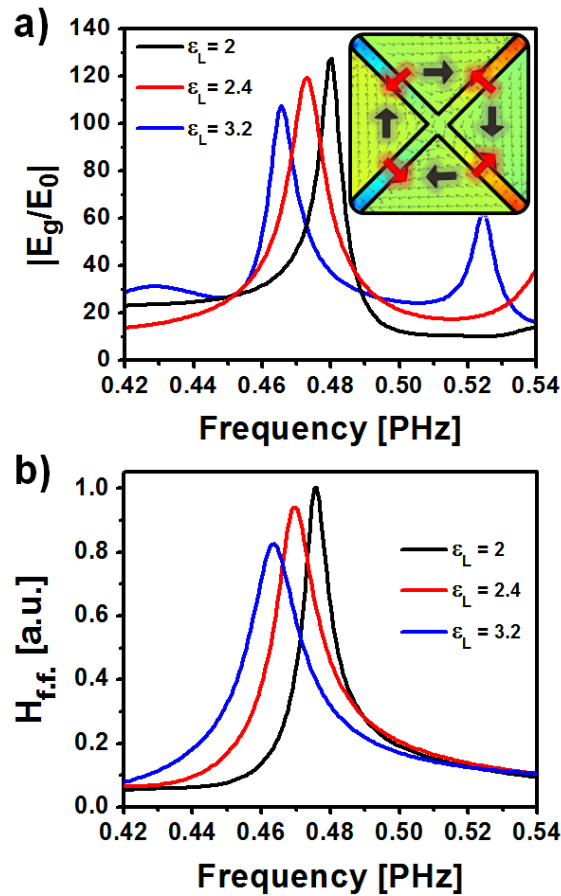 a)
140
120
100
80
60
40
20
0
|E_g/E_0|
ε_L = 2
ε_L = 2.4
ε_L = 3.2
0.42 0.44 0.46 0.48 0.50 0.52 0.54
Frequency [PHz]
b)
1.0
0.8
0.6
0.4
0.2
0.0
H_f.f. [a.u.]
ε_L = 2
ε_L = 2.4
ε_L = 3.2
0.42 0.44 0.46 0.48 0.50 0.52 0.54
Frequency [PHz]